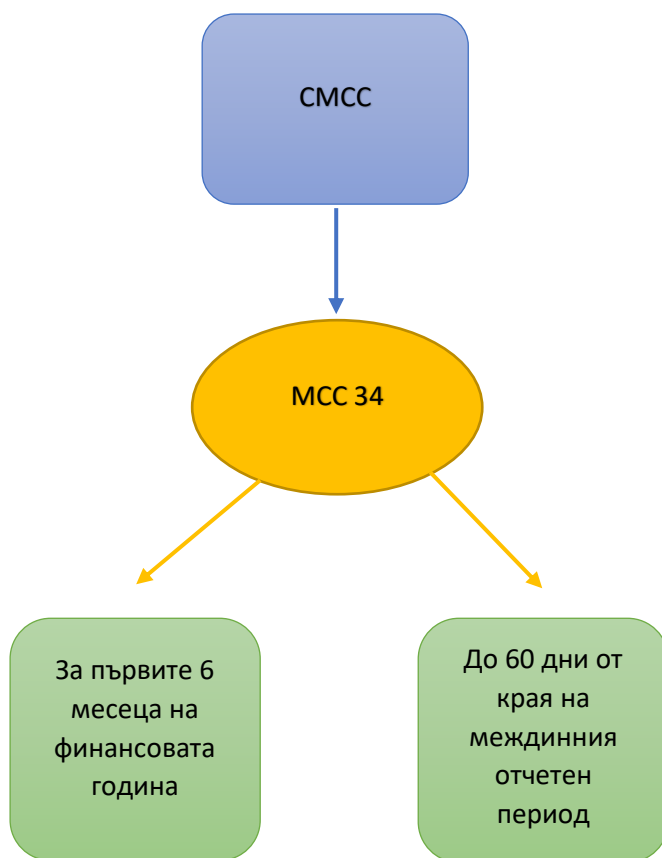 СМСС
МСС 34
За първите 6
месеца на
финансовата
година
До 60 дни от
края на
междинния
отчетен
период